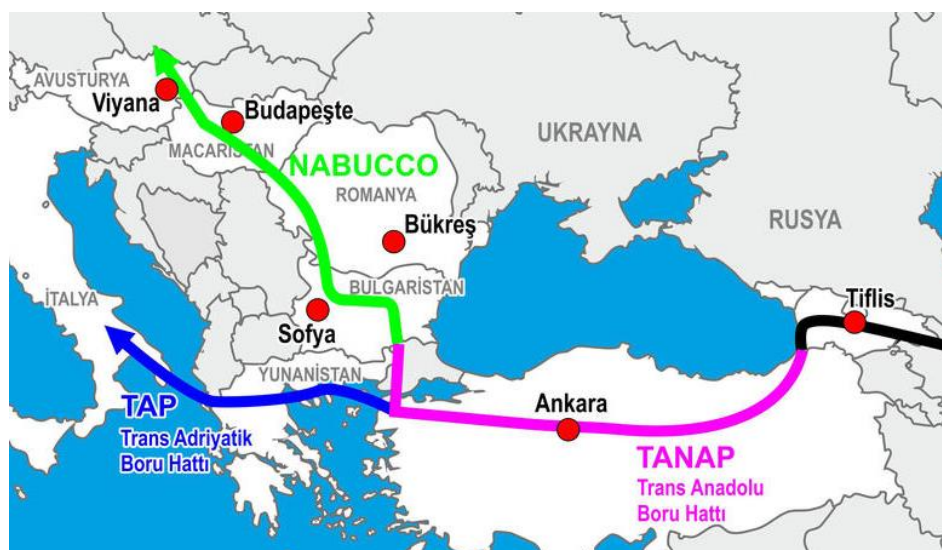 AVUSTURYA
Viyana
Budapeşte
MACARİSTAN
UKRAYNA
NABUCCO
ROMANYA
RUSYA
Bükreş
BULGARİSTAN
İTALYA
Tiflis
Sofya
YUNANİSTAN
TAP
Trans Adriyatik
Boru Hattı
Ankara
TANAP
Trans Anadolu
Boru Hattı